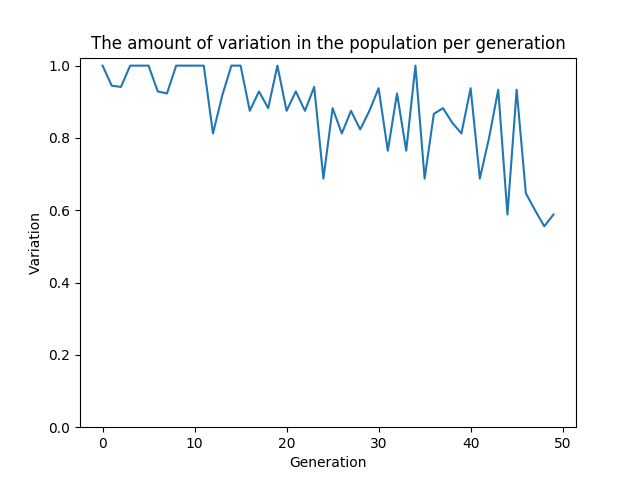 The amount of variation in the population per generation
1.0
0.8
0.6
0.4
0.2
0.0
Variation
0 10 20 30 40 50
Generation